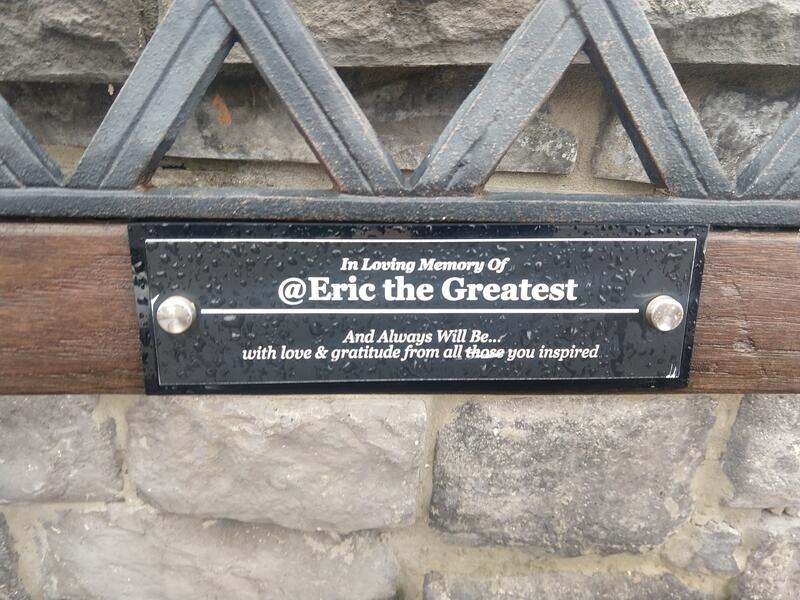 In Loving Memory Of
@Eric the Greatest
And Always Will Be...
with love & gratitude from all those you inspired